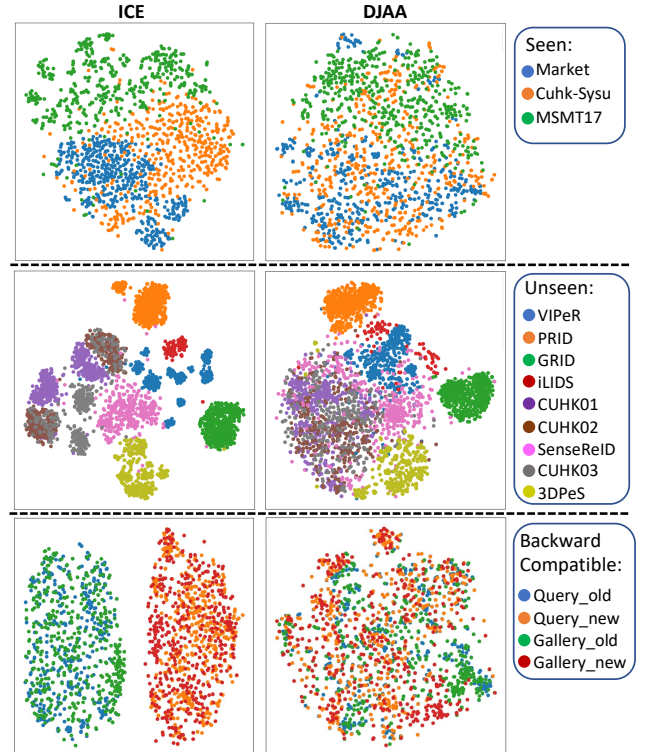 ICE
DJAA
Seen:
Market
Cuhk-Sysu
MSMT17
Unseen:
VIPeR
PRID
GRID
iLIDS
CUHK01
CUHK02
SenseReID
CUHK03
3DPeS
Backward
Compatible:
Query_old
Query_new
Gallery_old
Gallery_new